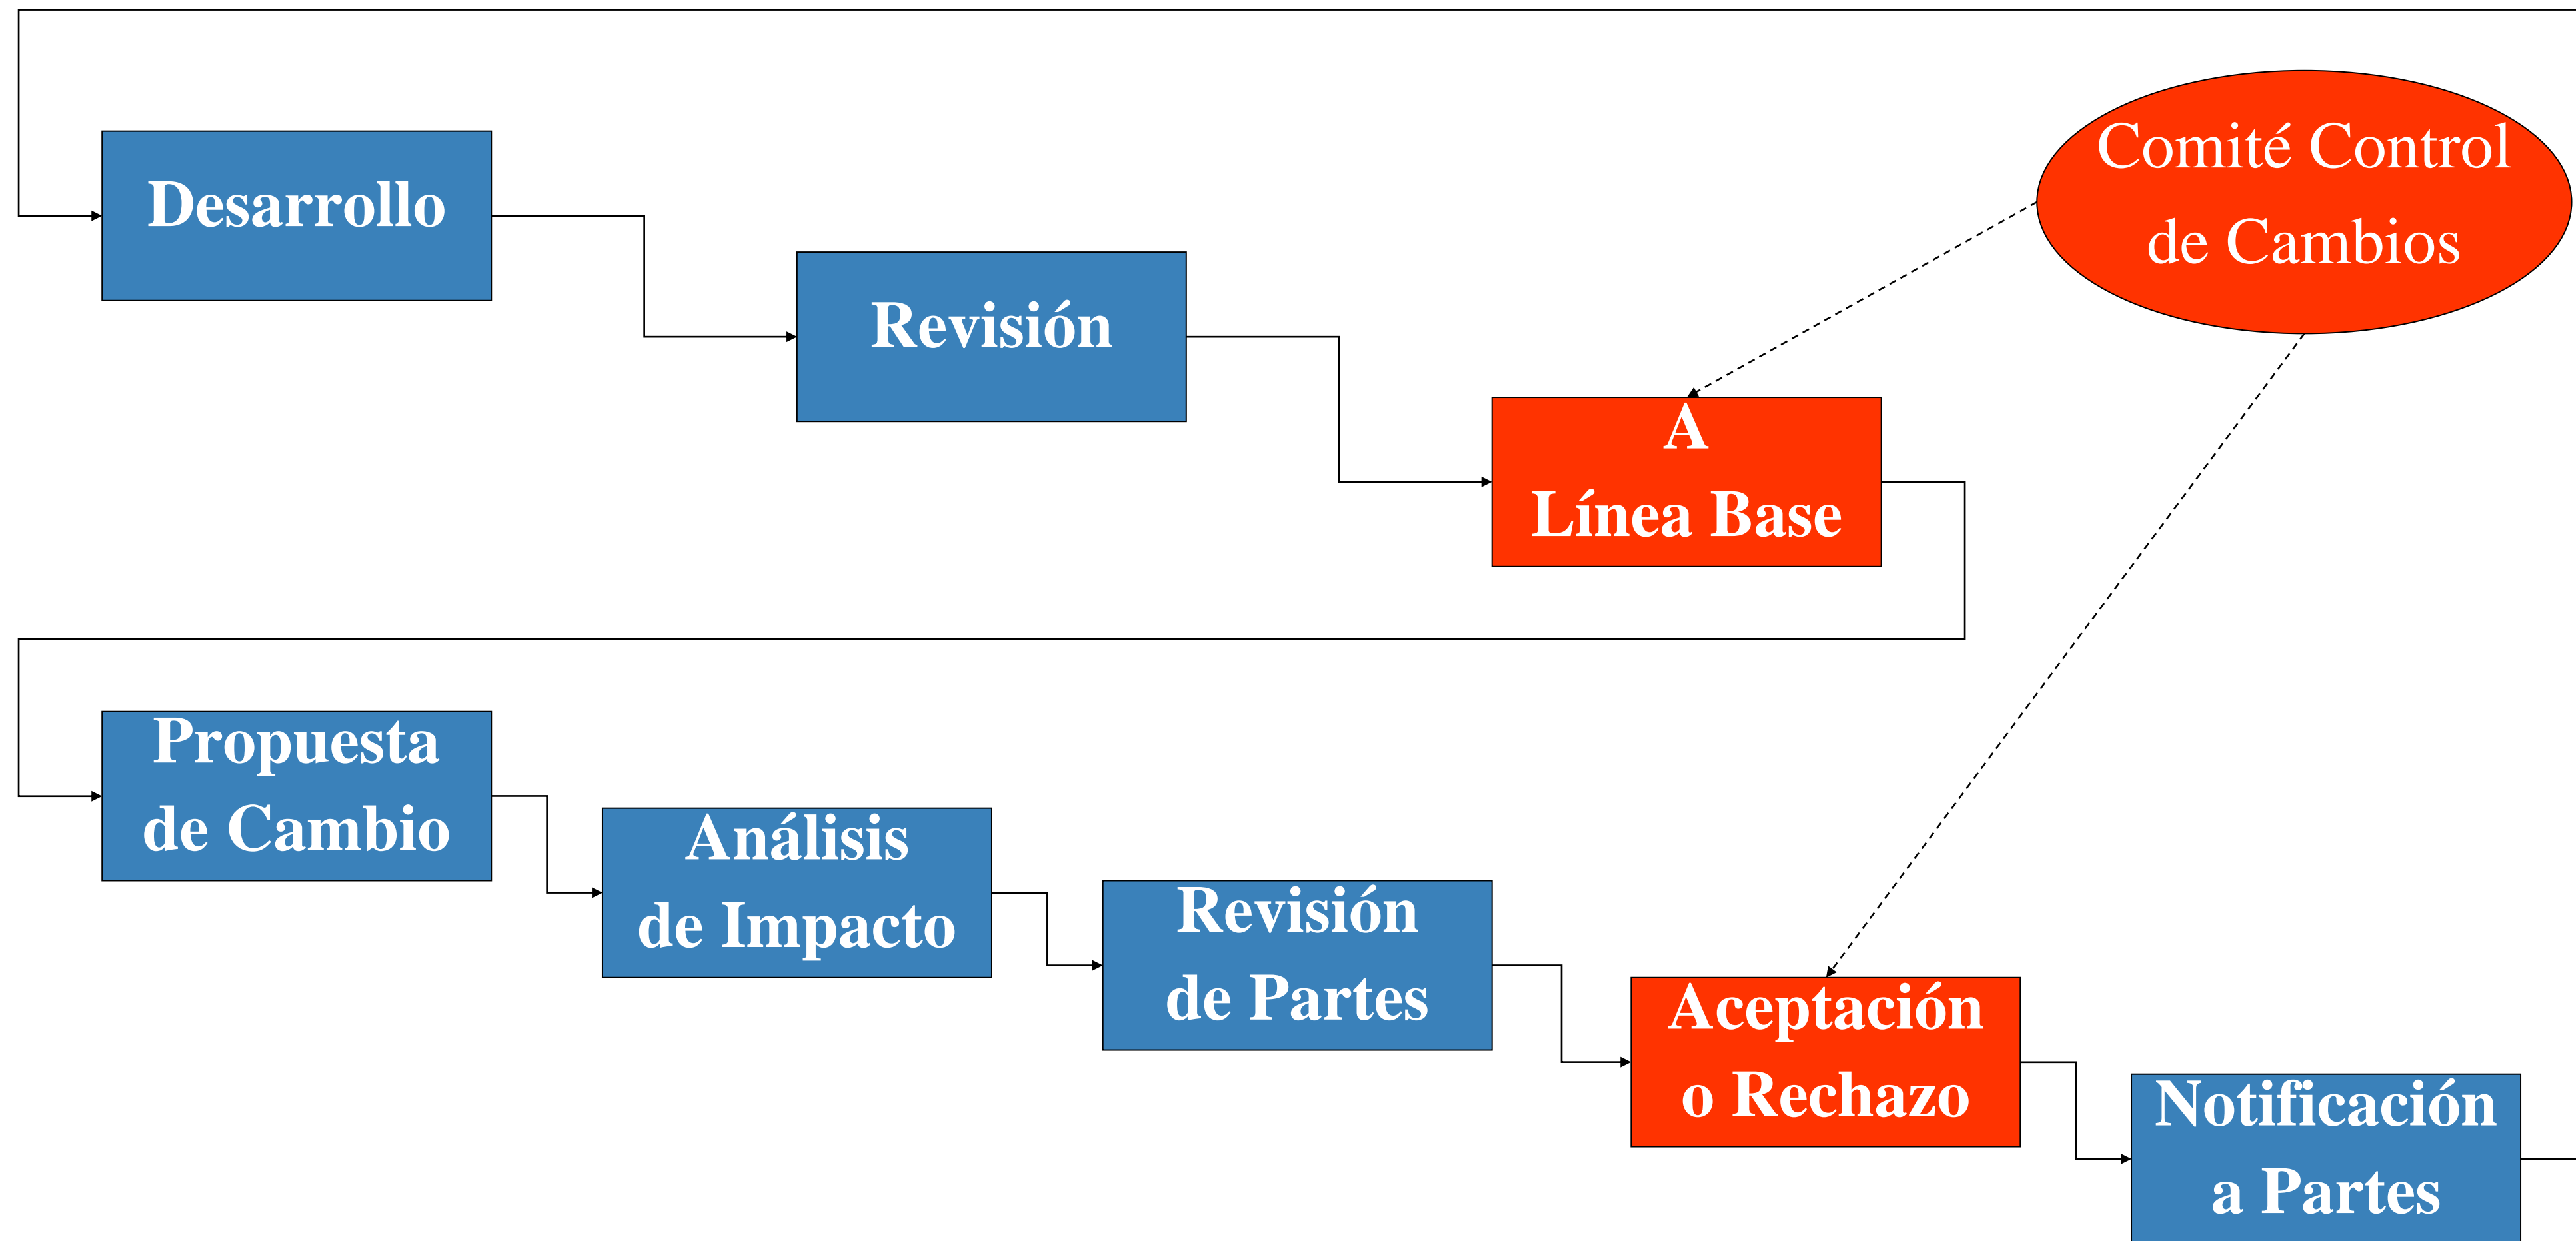 Comité Control
de Cambios
Desarrollo
Revisión
A
Línea Base
Propuesta
de Cambio
Análisis
de Impacto
Revisión
de Partes
Aceptación
o Rechazo
Notificación
a Partes